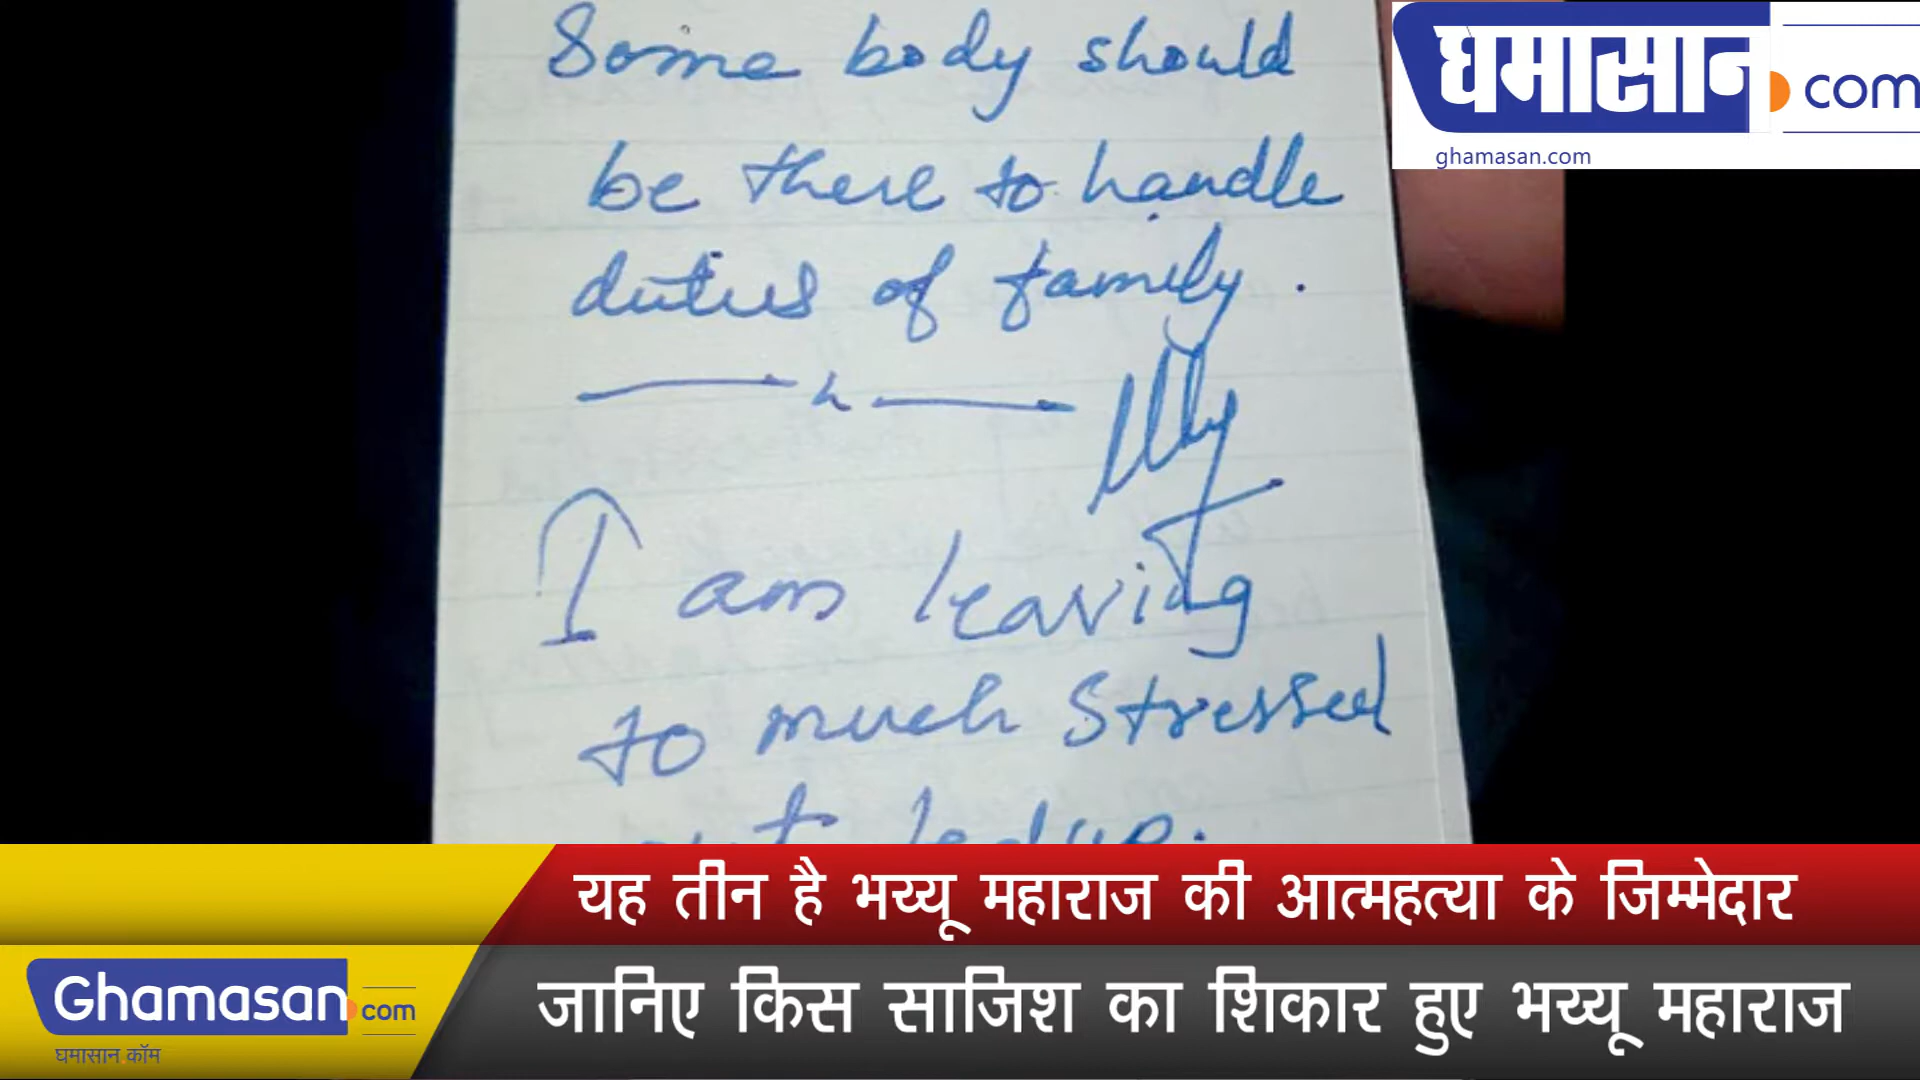 Some body should
be there to handle
duties of family.
I am leaving
to much stressed
घमासान.com
ghamasan.com
यह तीन है भय्यू महाराज की आत्महत्या के जिम्मेदार
जानिए किस साजिश का शिकार हुए भय्यू महाराज
Ghamasan.com
घमासान.कॉम